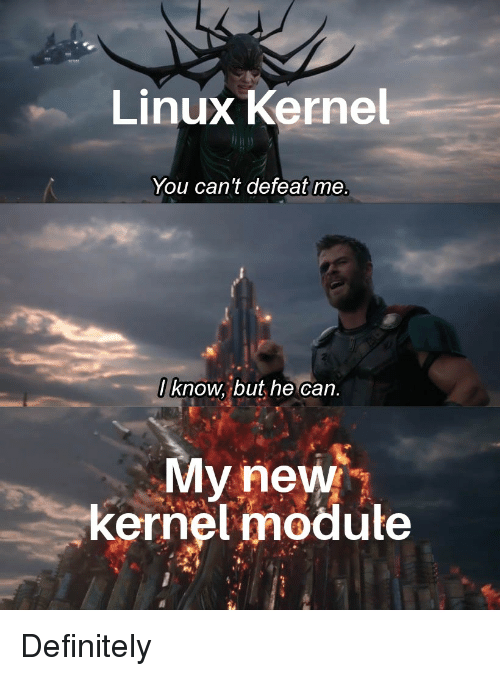 Linux Kernel
You can't defeat me.
I know, but he can.
My new
kernel module
Definitely